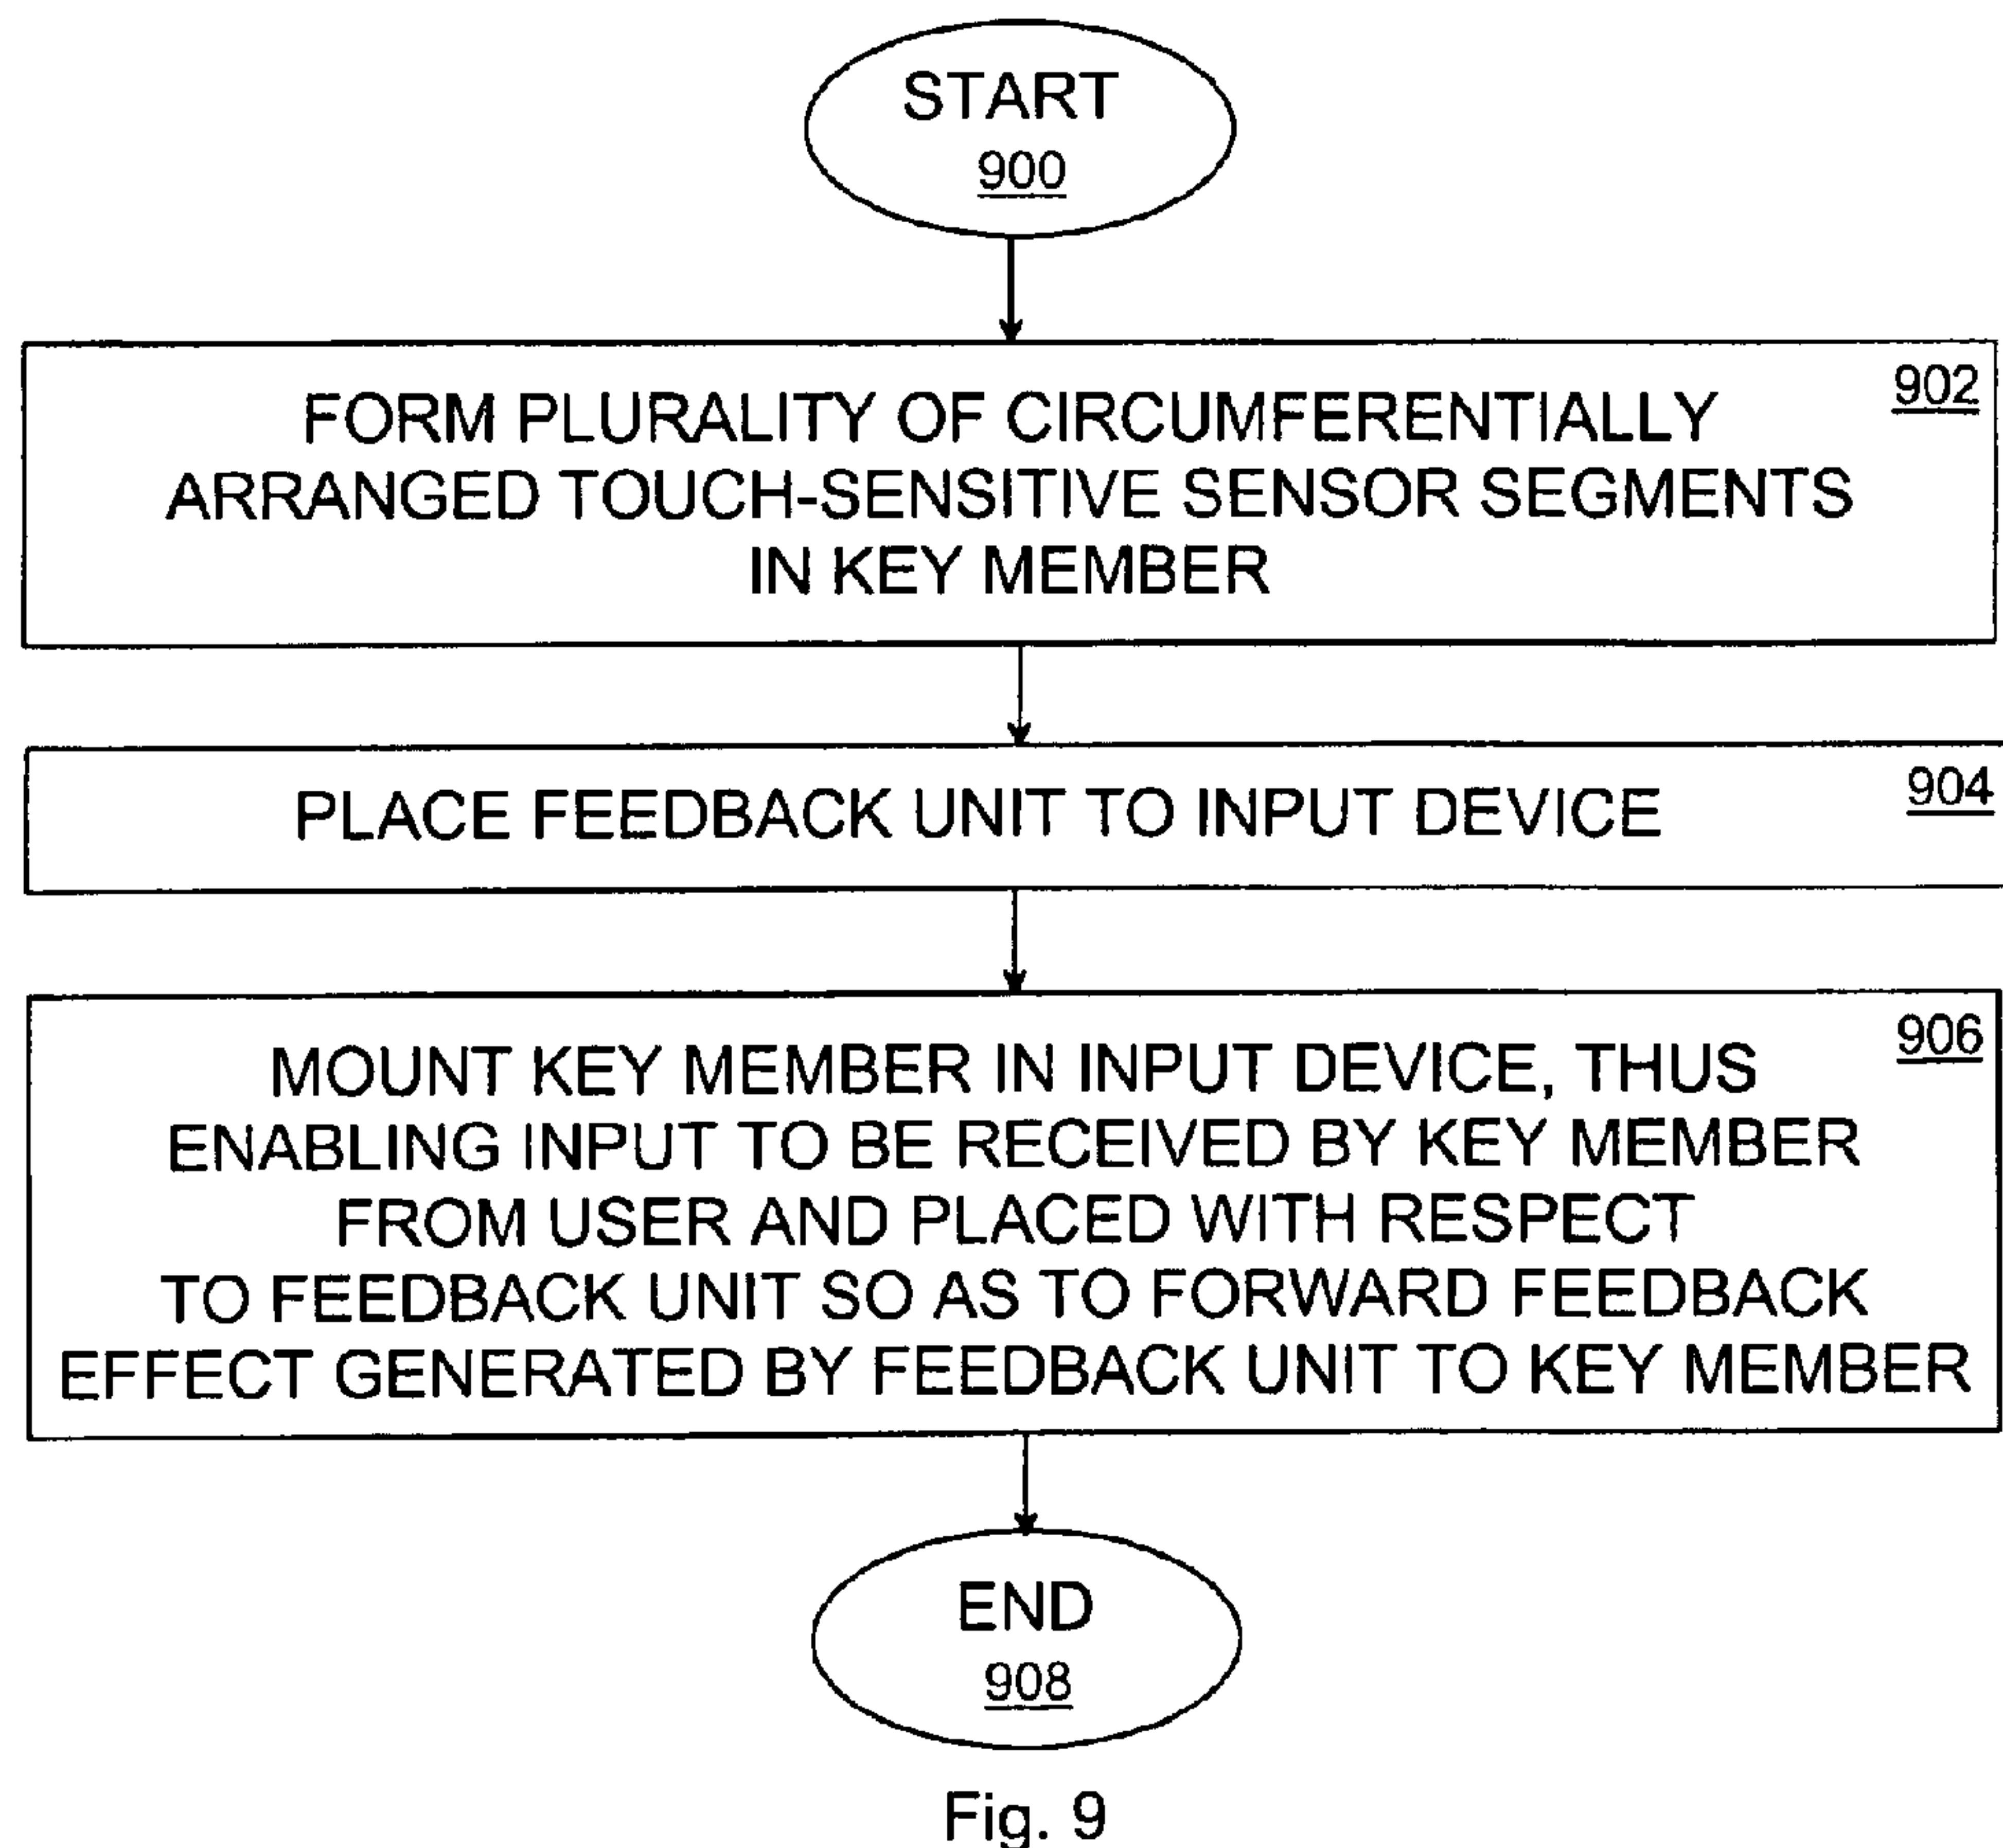 START
900
902
FORM PLURALITY OF CIRCUMFERENTIALLY
ARRANGED TOUCH-SENSITIVE SENSOR SEGMENTS
IN KEY MEMBER
904
PLACE FEEDBACK UNIT TO INPUT DEVICE
906
MOUNT KEY MEMBER IN INPUT DEVICE, THUS
ENABLING INPUT TO BE RECEIVED BY KEY MEMBER
FROM USER AND PLACED WITH RESPECT
TO FEEDBACK UNIT SO AS TO FORWARD FEEDBACK
EFFECT GENERATED BY FEEDBACK UNIT TO KEY MEMBER
END
908
Fig. 9